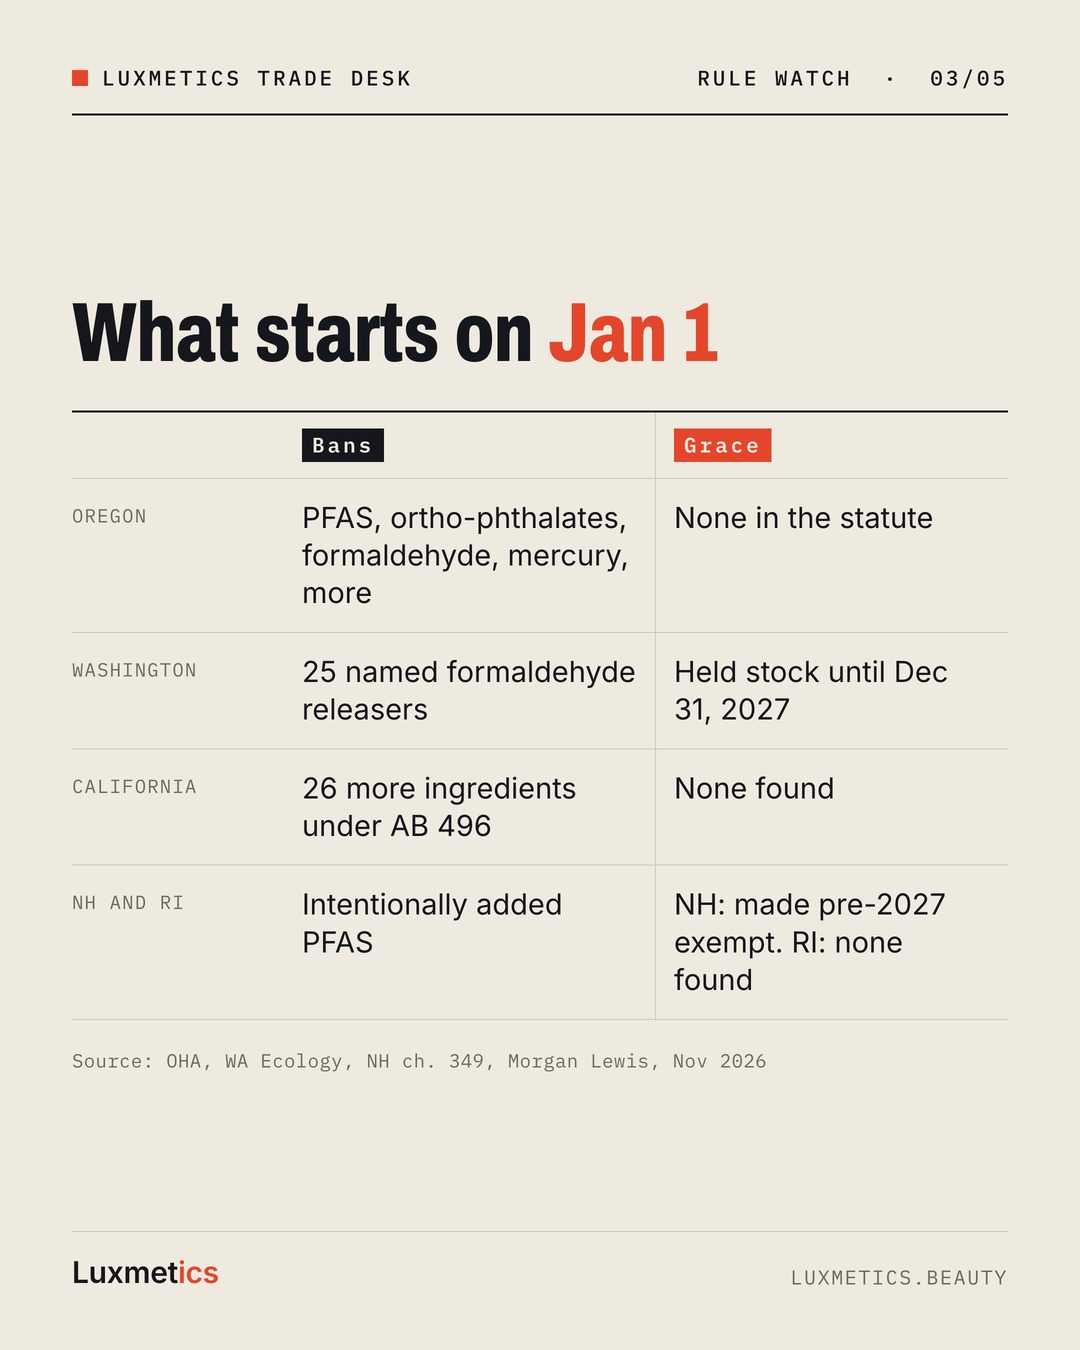 LUXMETICS TRADE DESK
RULE WATCH · 03/05
What starts on Jan 1
Bans
Grace
OREGON
PFAS, ortho-phthalates,
formaldehyde, mercury,
more
None in the statute
WASHINGTON
25 named formaldehyde
releasers
Held stock until Dec
31, 2027
CALIFORNIA
26 more ingredients
under AB 496
None found
NH AND RI
Intentionally added
PFAS
NH: made pre-2027
exempt. RI: none
found
Source: OHA, WA Ecology, NH ch. 349, Morgan Lewis, Nov 2026
Luxmetics
LUXMETICS.BEAUTY